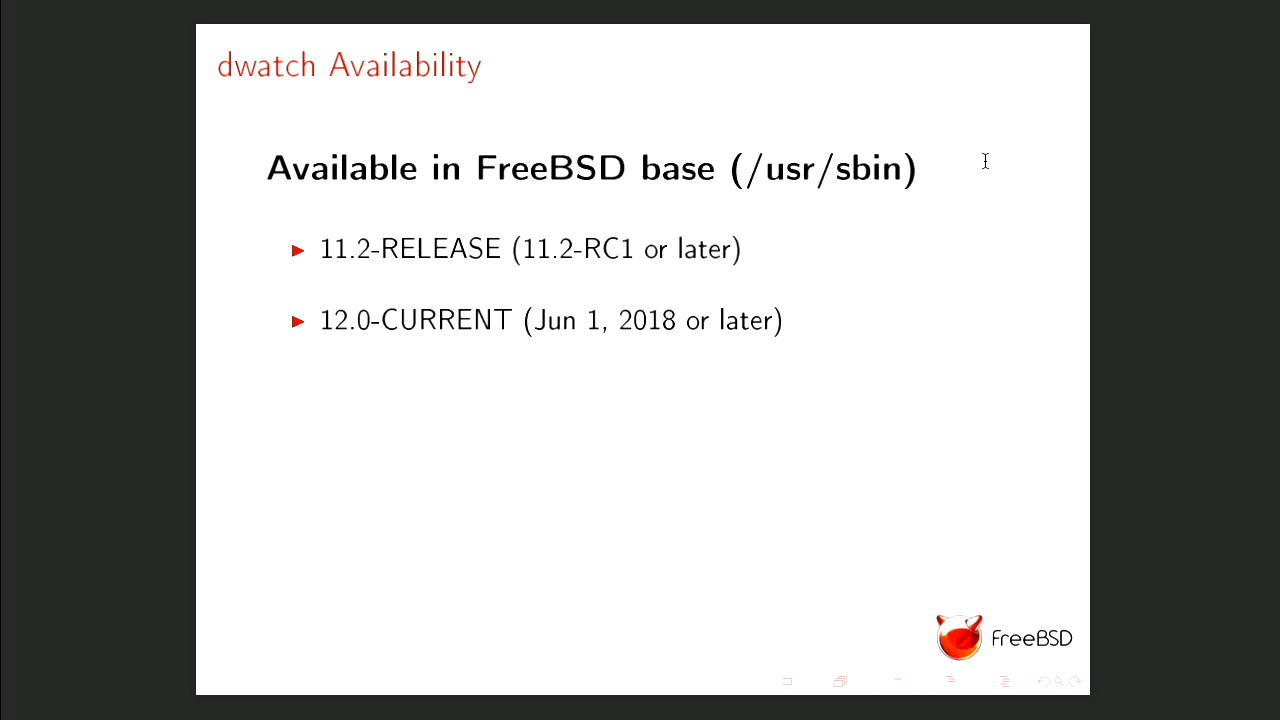 dwatch Availability
Available in FreeBSD base (/usr/sbin)
11.2-RELEASE (11.2-RC1 or later)
12.0-CURRENT (Jun 1, 2018 or later)
FreeBSD